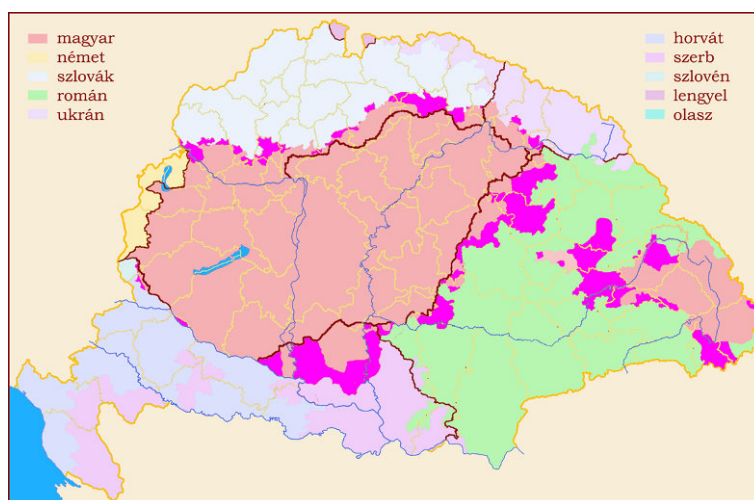 magyar
német
szlovák
román
ukrán
horvát
szerb
szlovén
lengyel
olasz